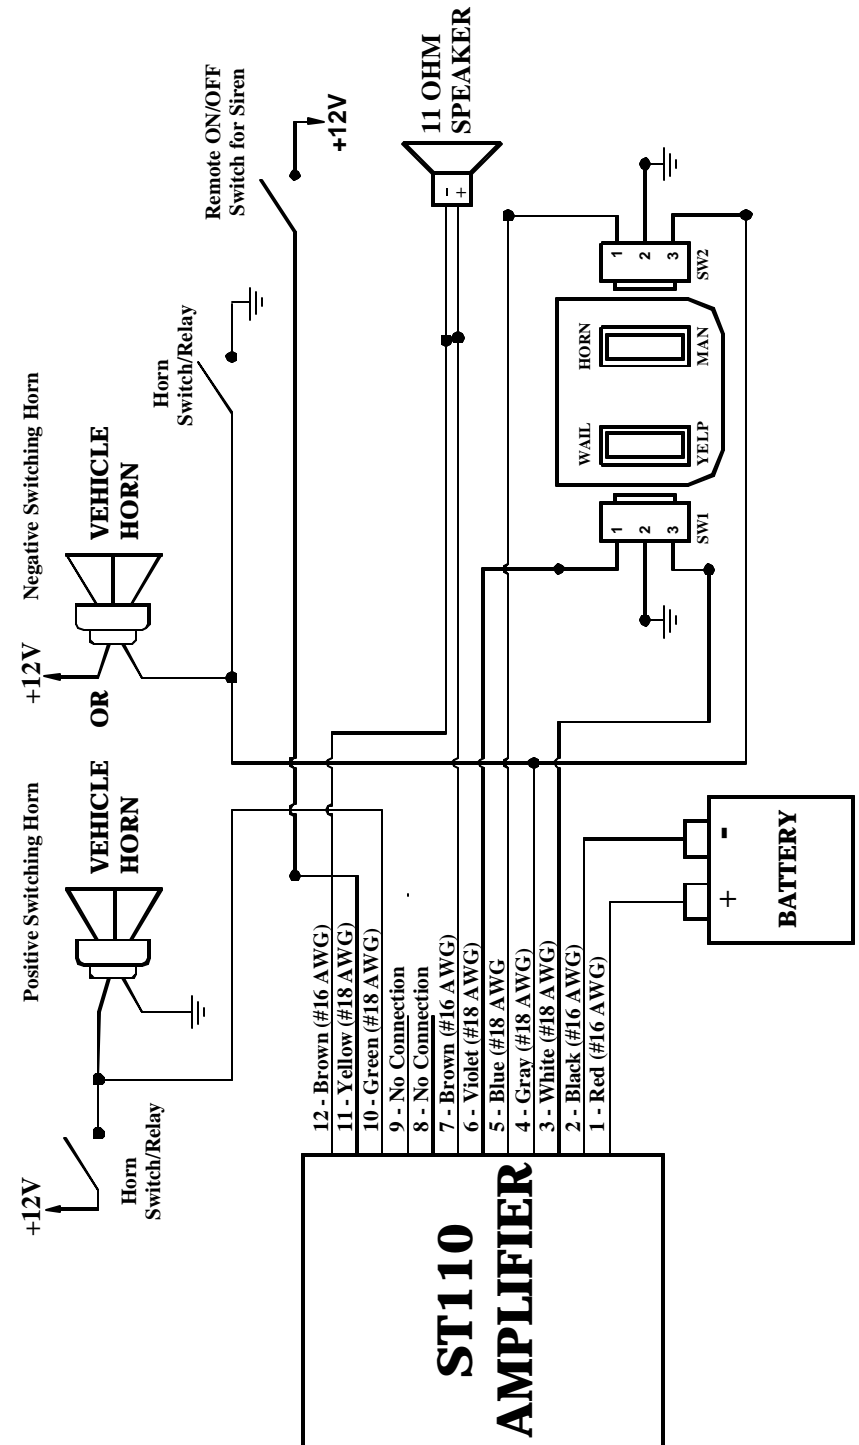 Positive Switching Horn
Negative Switching Horn
+12V
Horn
Switch/Relay
VEHICLE
HORN
OR
+12V
VEHICLE
HORN
Horn
Switch/Relay
Remote ON/OFF
Switch for Siren
+12V
11 OHM
SPEAKER
-
+
12 - Brown (#16 AWG)
11 - Yellow (#18 AWG)
10 - Green (#18 AWG)
9 - No Connection
8 - No Connection
7 - Brown (#16 AWG)
6 - Violet (#18 AWG)
5 - Blue (#18 AWG
4 - Gray (#18 AWG)
3 - White (#18 AWG)
2 - Black (#16 AWG)
1 - Red (#16 AWG)
ST110
AMPLIFIER
WAIL
HORN
YELP
MAN
1
2
3
SW1
1
2
3
SW2
+
-
BATTERY